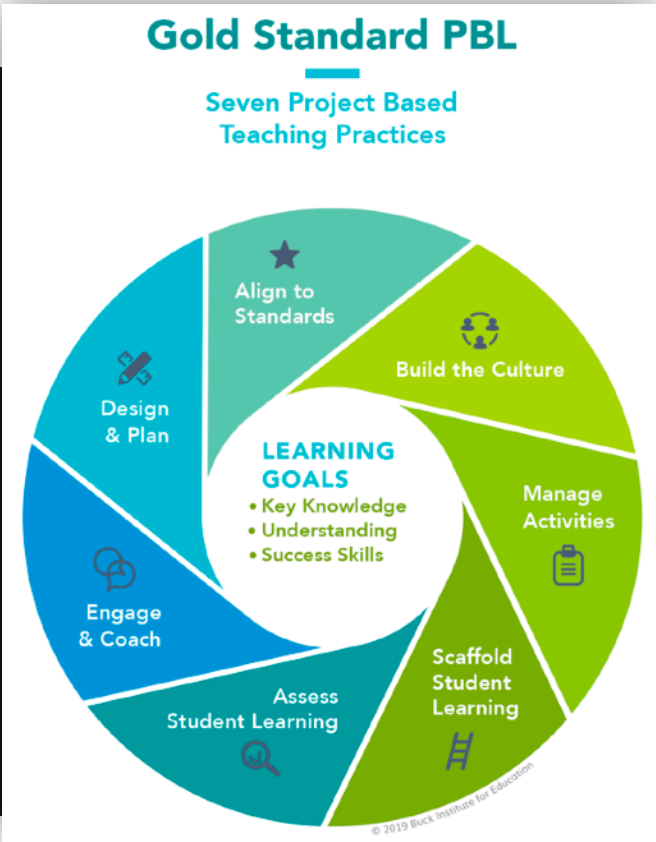 Gold Standard PBL
Seven Project Based
Teaching Practices
Align to
Standards
Build the Culture
Manage
Activities
Scaffold
Student
Learning
Assess
Student Learning
Engage
& Coach
Design
& Plan
LEARNING
GOALS
• Key Knowledge
• Understanding
• Success Skills
© 2019 Buck Institute for Education